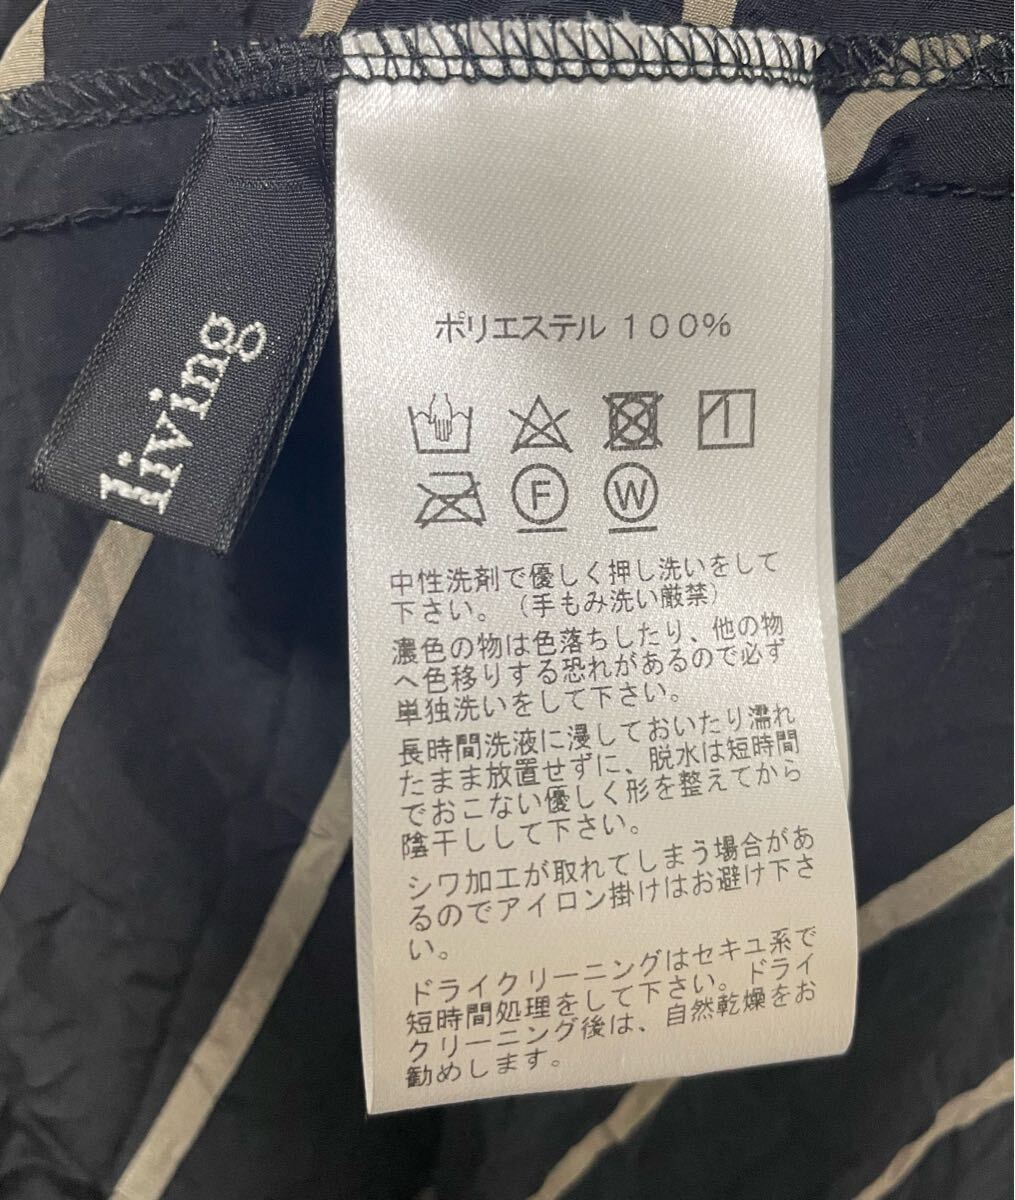 living
ポリエステル 100%
F
W
中性洗剤で優しく押し洗いをして
下さい。（手もみ洗い厳禁）
濃色の物は色落ちしたり、他の物
へ色移りする恐れがあるので必ず
単独洗いをして下さい。
長時間洗液に浸しておいたり濡れ
たまま放置せずに、脱水は短時間
でおこない優しく形を整えてから
陰干しして下さい。
シワ加工が取れてしまう場合があ
るのでアイロン掛けはお避け下さ
い。
ドライクリーニングはセキュ系で
短時間処理をして下さい。ドライ
クリーニング後は、自然乾燥をお
勧めします。